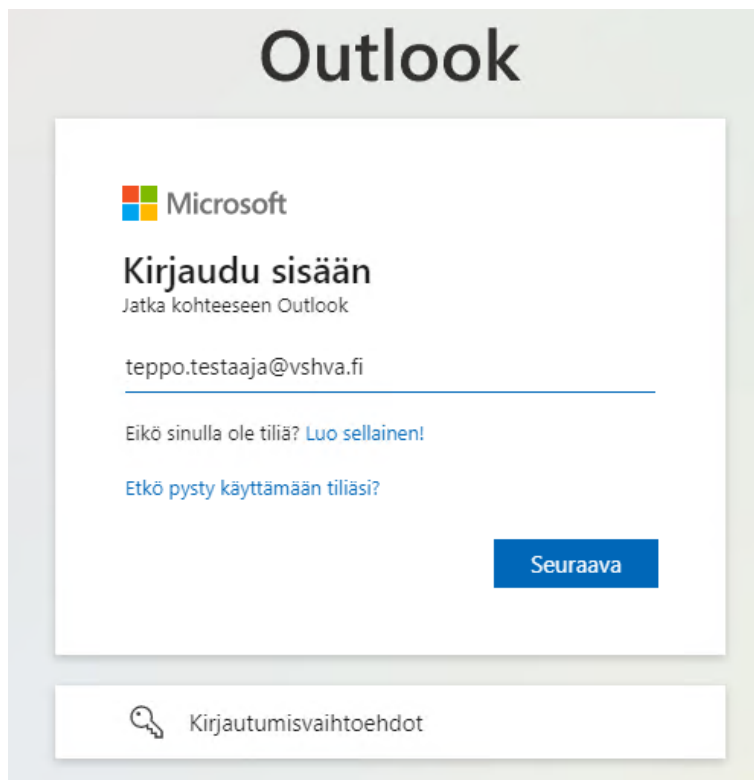 Outlook
Microsoft
Kirjaudu sisään
Jatka kohteeseen Outlook
teppo.testaaja@vshva.fi
Eikö sinulla ole tiliä? Luo sellainen!
Etkö pysty käyttämään tiliäsi?
Seuraava
Kirjautumisvaihtoehdot